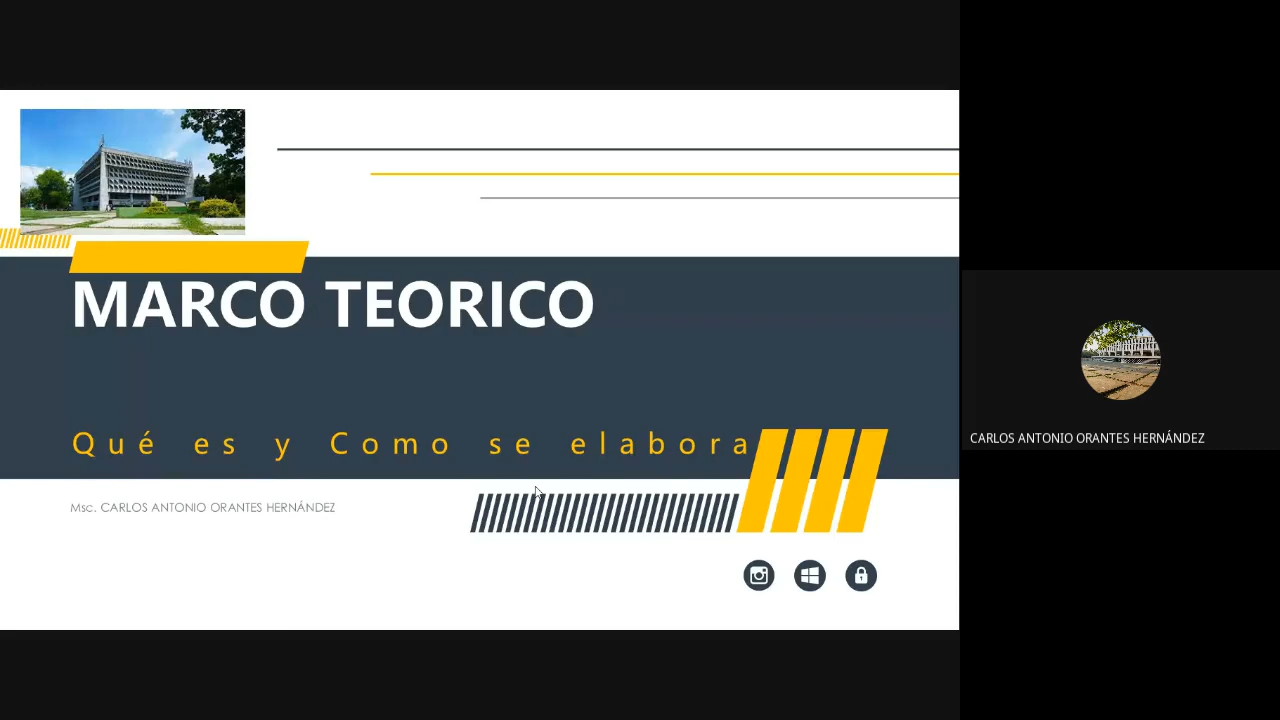 MARCO TEORICO
Qué es y Como se elabora
Msc. CARLOS ANTONIO ORANTES HERNÁNDEZ
CARLOS ANTONIO ORANTES HERNÁNDEZ